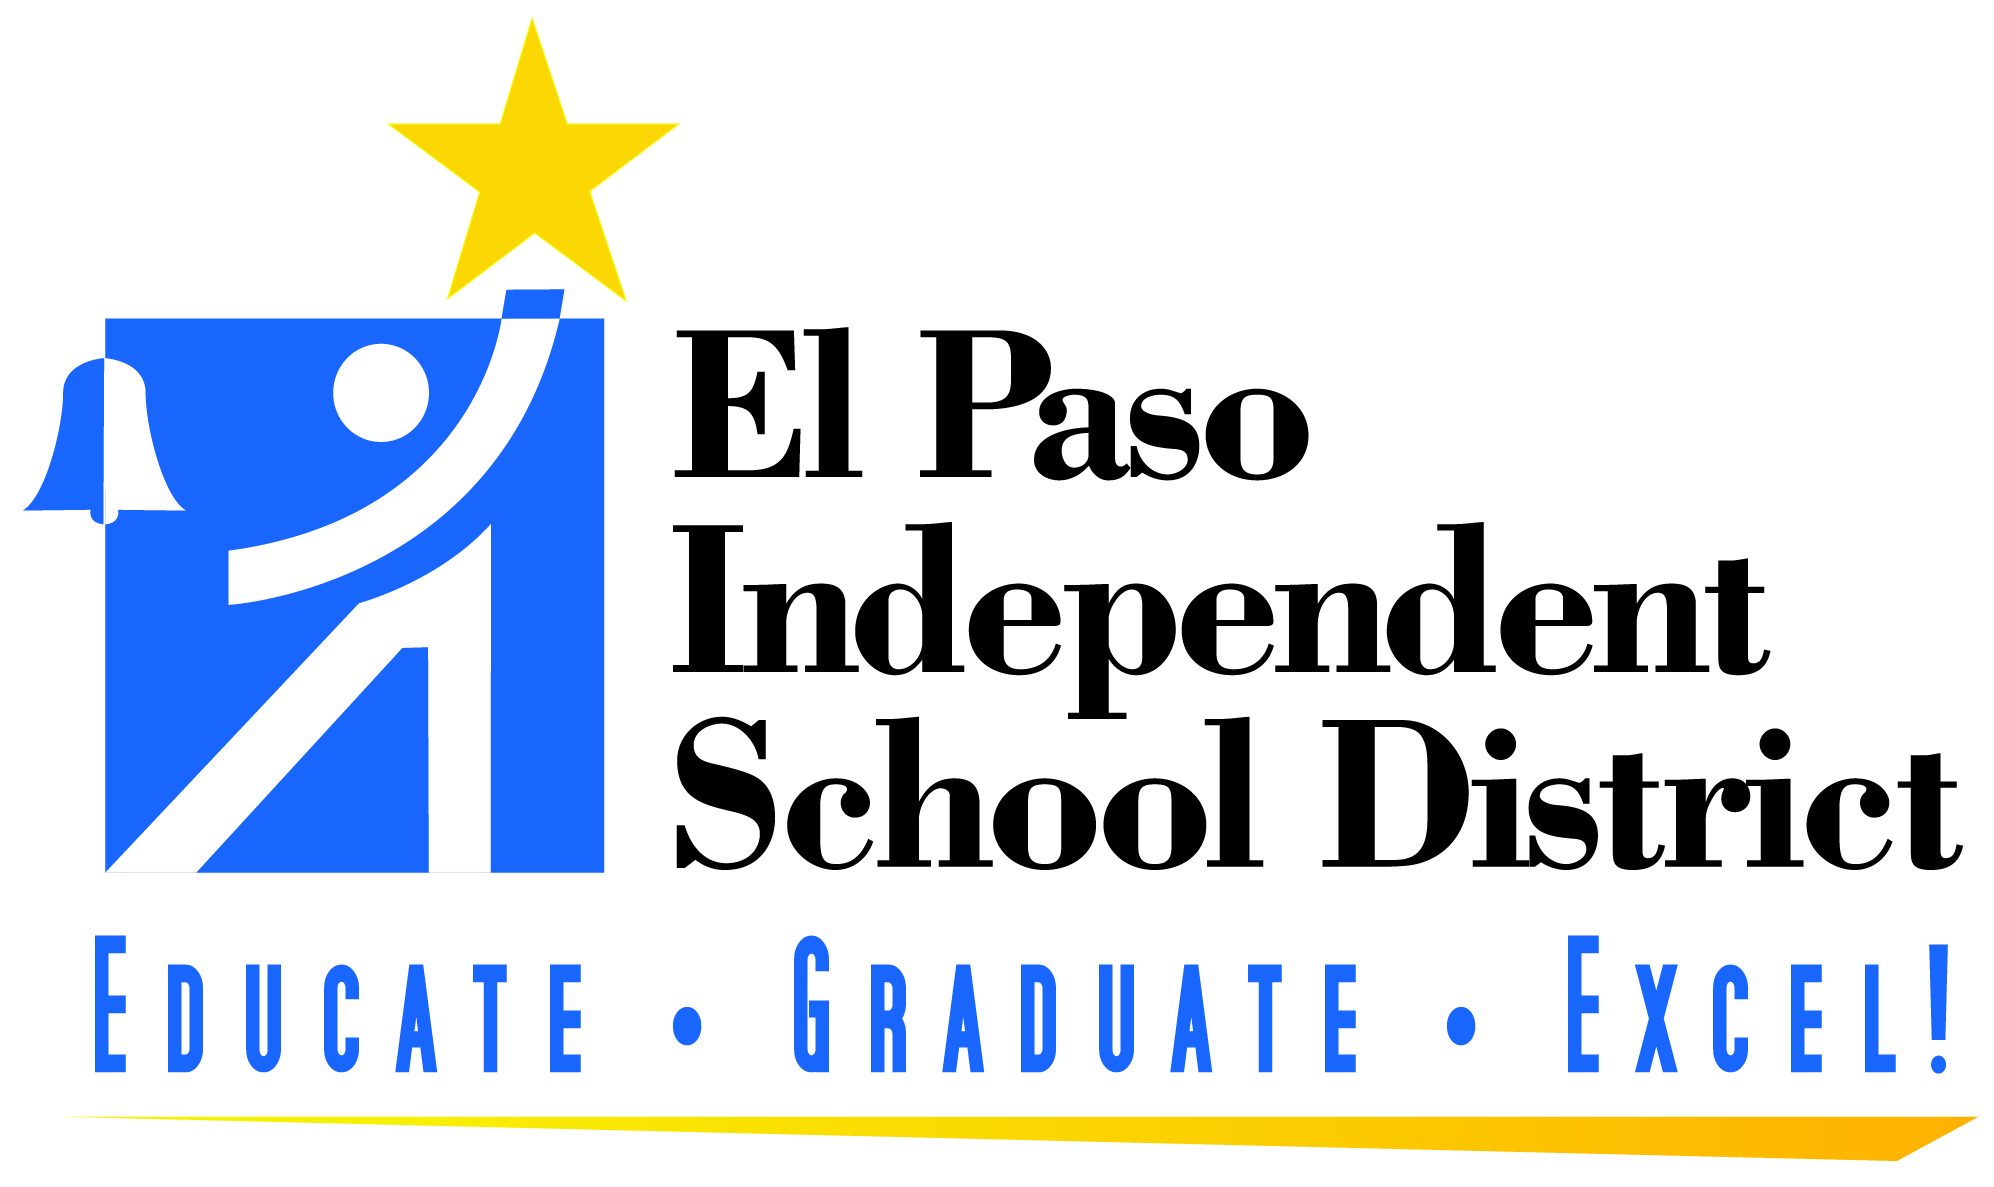 El Paso
Independent
School District
Educate • Graduate • Excel!